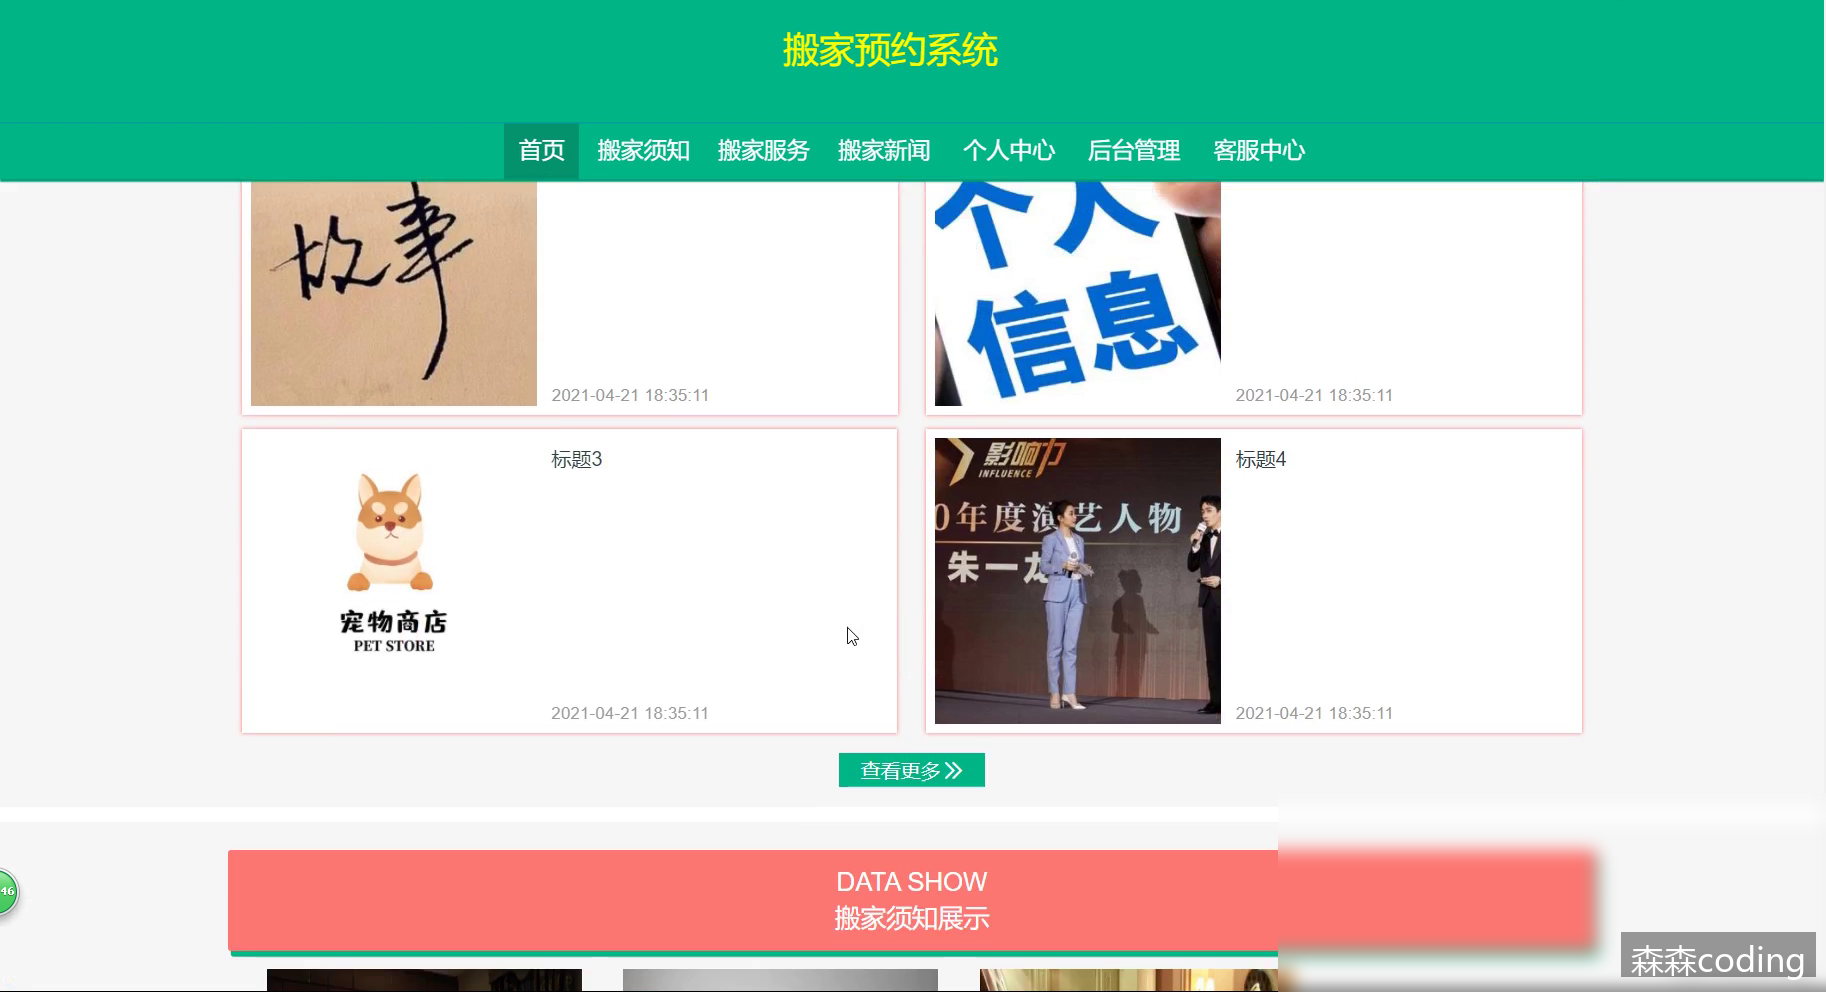 搬家预约系统
首页 搬家须知 搬家服务 搬家新闻 个人中心 后台管理 客服中心
故事
2021-04-21 18:35:11
个人
信息
2021-04-21 18:35:11
标题3
宠物商店
PET STORE
2021-04-21 18:35:11
标题4
影响力
INFLUENCE
0年度演艺人物
朱一龙
2021-04-21 18:35:11
查看更多
46
DATA SHOW
搬家须知展示
森森coding